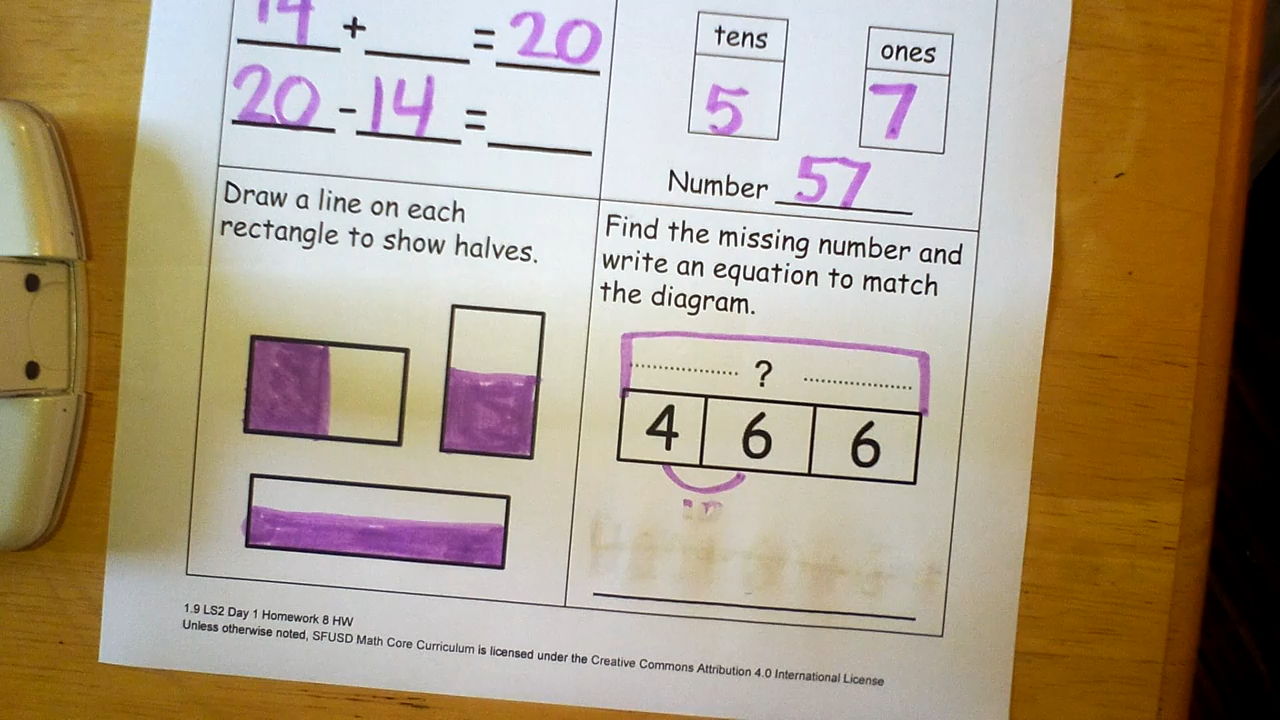 14 + ___ = 20
20 - 14 = ___
tens
ones
5
7
Number 57
Draw a line on each
rectangle to show halves.
Find the missing number and
write an equation to match
the diagram.
?
4 6 6
1.9 LS2 Day 1 Homework 8 HW
Unless otherwise noted, SFUSD Math Core Curriculum is licensed under the Creative Commons Attribution 4.0 International License